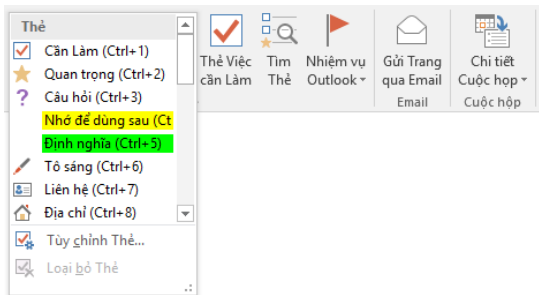 Thẻ
Cần Làm (Ctrl+1)
Quan trọng (Ctrl+2)
Câu hỏi (Ctrl+3)
Nhớ để dùng sau (Ct
Định nghĩa (Ctrl+5)
Tô sáng (Ctrl+6)
Liên hệ (Ctrl+7)
Địa chỉ (Ctrl+8)
Tùy chỉnh Thẻ...
Loại bỏ Thẻ
Thẻ Việc
cần Làm
Tìm
Thẻ
Nhiệm vụ
Outlook
Gửi Trang
qua Email
Email
Chi tiết
Cuộc họp
Cuộc hộp